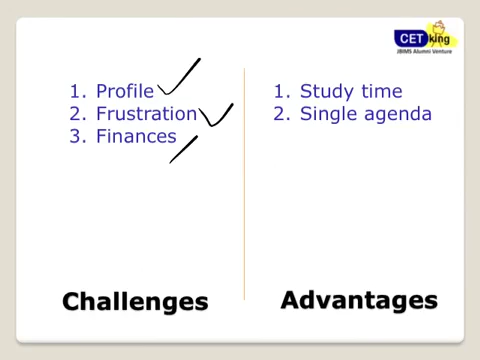 CET king
JBIMS Alumni Venture
1. Profile
2. Frustration
3. Finances
1. Study time
2. Single agenda
Challenges
Advantages